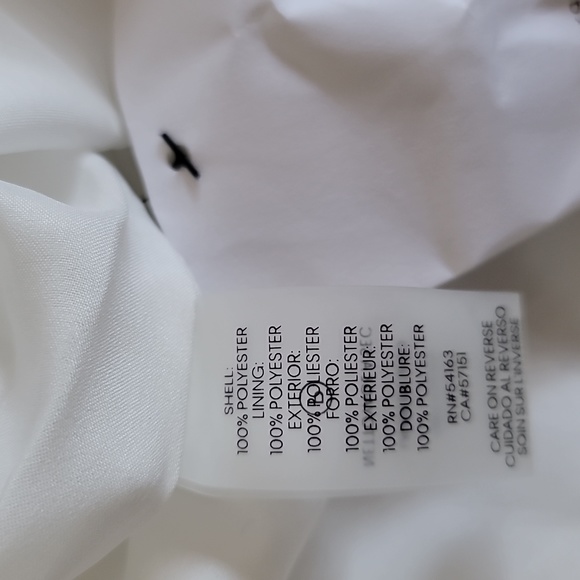 SHELL:
100% POLYESTER
LINING:
100% POLYESTER
EXTERIOR:
100% POLIESTER
FORRO:
100% POLIESTER
EXTÉRIEUR:
100% POLYESTER
DOUBLURE:
100% POLYESTER
RN#54163
CA#57151
CARE ON REVERSE
CUIDADO AL REVERSO
SOIN SUR L'INVERSE